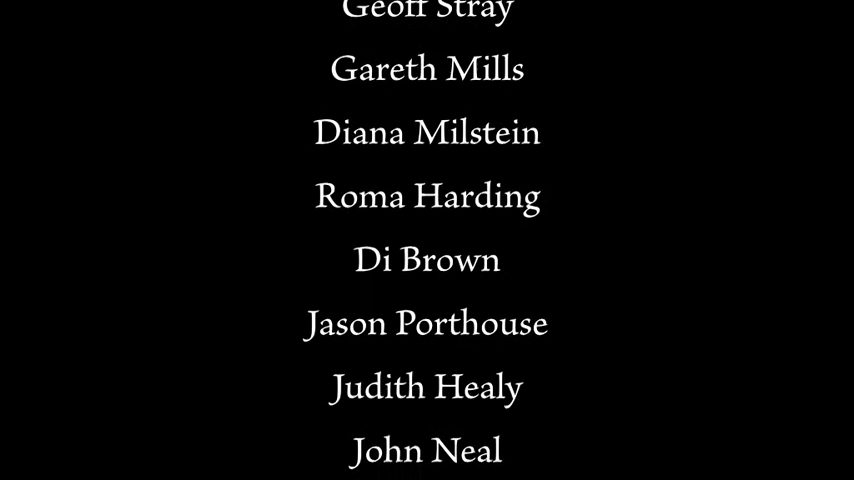 Geoff Stray
Gareth Mills
Diana Milstein
Roma Harding
Di Brown
Jason Porthouse
Judith Healy
John Neal